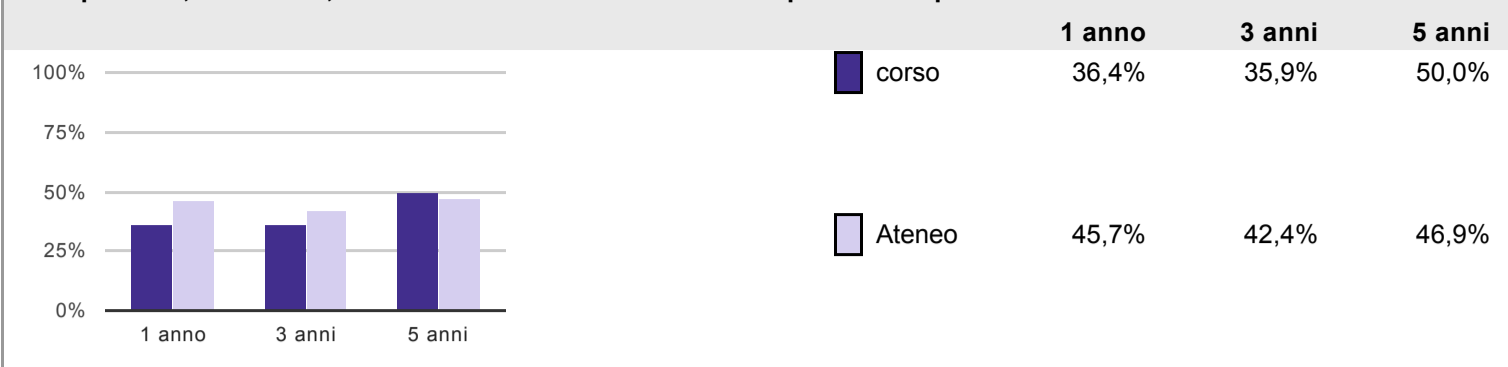 1 anno 3 anni 5 anni
100%
75%
50%
25%
0%
1 anno 3 anni 5 anni
corso 36,4% 35,9% 50,0%
Ateneo 45,7% 42,4% 46,9%